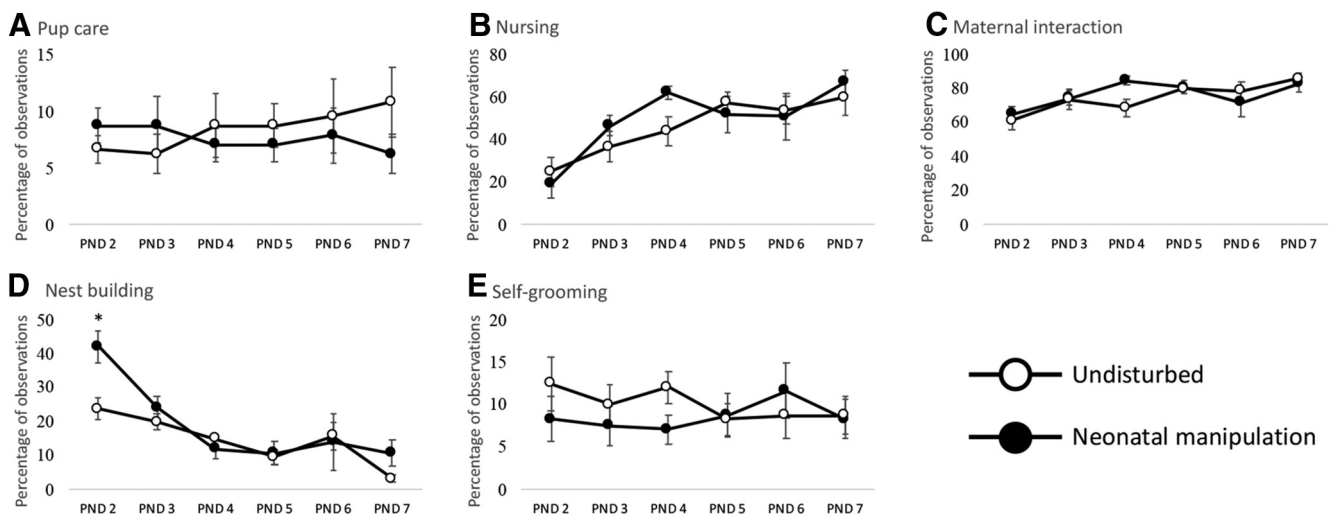 A Pup care
Percentage of observations
15
10
5
0
PND 2 PND 3 PND 4 PND 5 PND 6 PND 7
B Nursing
Percentage of observations
80
60
40
20
0
PND 2 PND 3 PND 4 PND 5 PND 6 PND 7
C Maternal interaction
Percentage of observations
100
80
60
40
20
0
PND 2 PND 3 PND 4 PND 5 PND 6 PND 7
D Nest building
Percentage of observations
50
40
30
20
10
0
*
PND 2 PND 3 PND 4 PND 5 PND 6 PND 7
E Self-grooming
Percentage of observations
20
15
10
5
0
PND 2 PND 3 PND 4 PND 5 PND 6 PND 7
Undisturbed
Neonatal manipulation